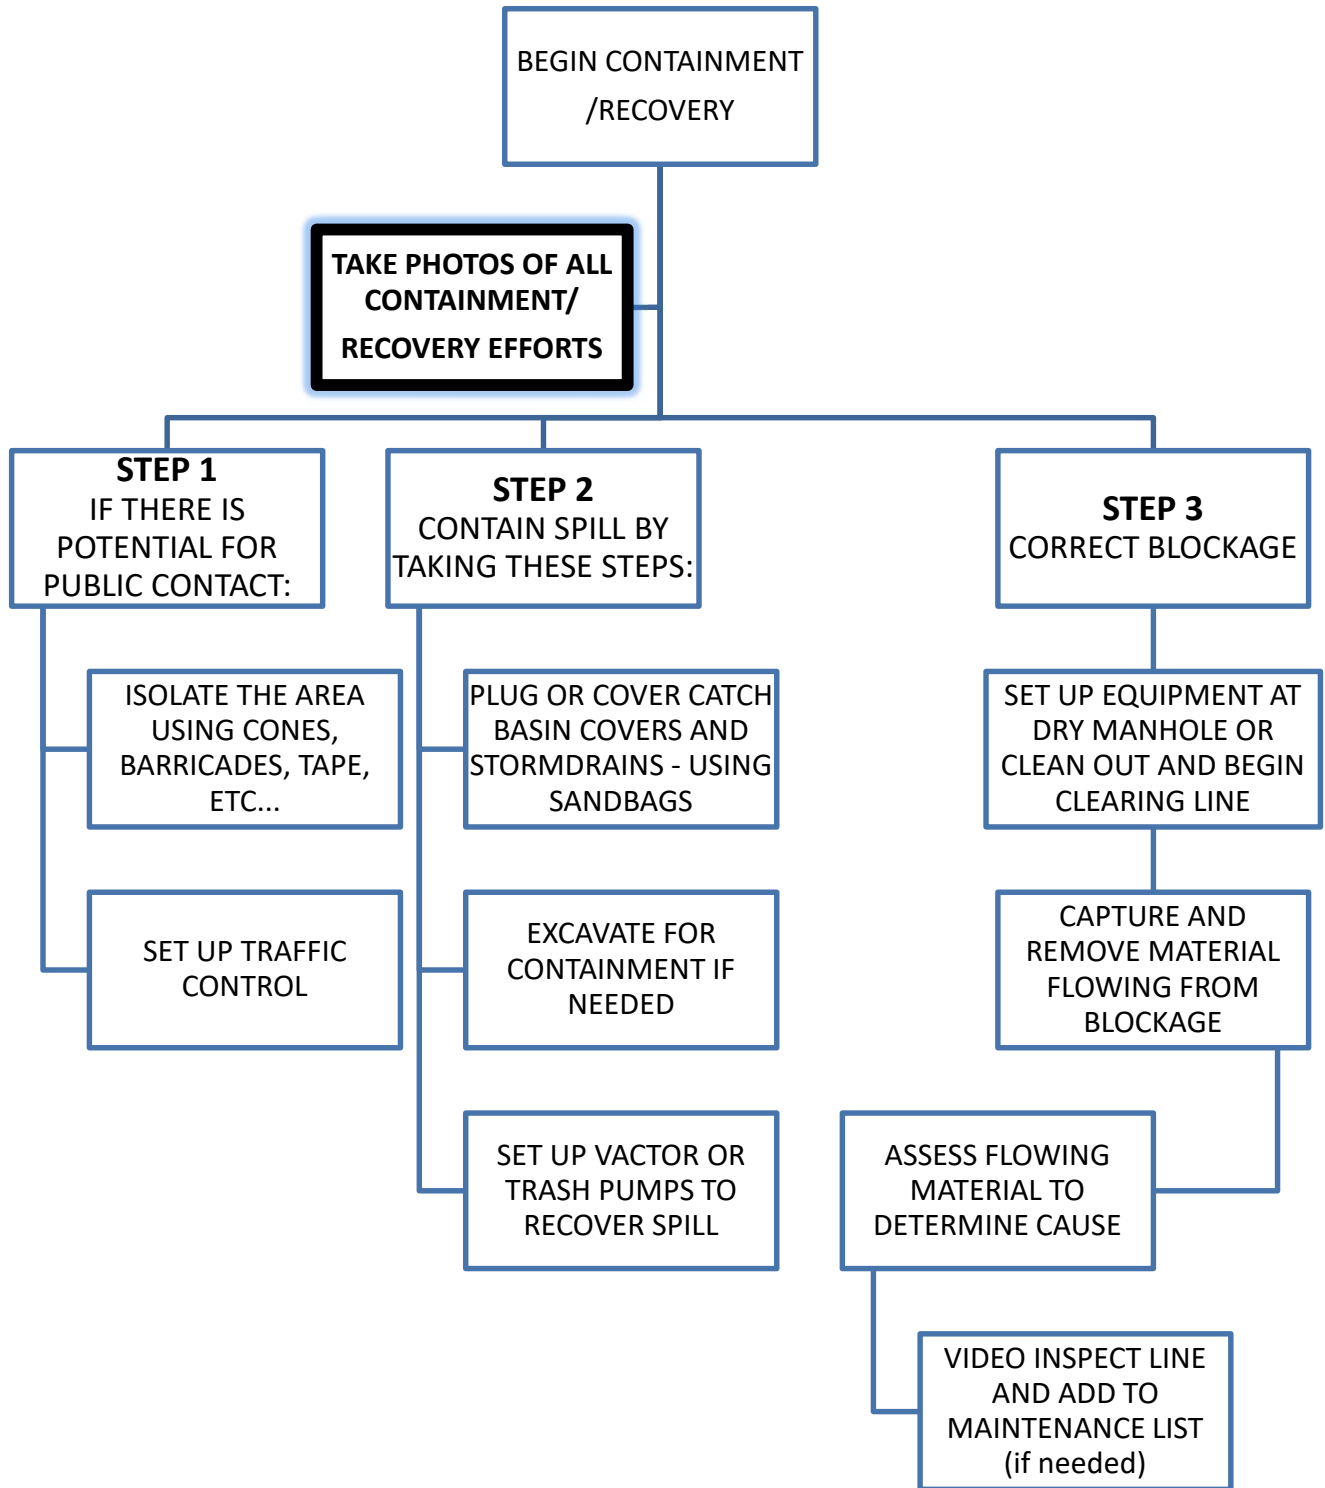 BEGIN CONTAINMENT
/RECOVERY
TAKE PHOTOS OF ALL
CONTAINMENT/
RECOVERY EFFORTS
STEP 1
IF THERE IS
POTENTIAL FOR
PUBLIC CONTACT:
ISOLATE THE AREA
USING CONES,
BARRICADES, TAPE,
ETC...
SET UP TRAFFIC
CONTROL
STEP 2
CONTAIN SPILL BY
TAKING THESE STEPS:
PLUG OR COVER CATCH
BASIN COVERS AND
STORMDRAINS - USING
SANDBAGS
EXCAVATE FOR
CONTAINMENT IF
NEEDED
SET UP VACTOR OR
TRASH PUMPS TO
RECOVER SPILL
STEP 3
CORRECT BLOCKAGE
SET UP EQUIPMENT AT
DRY MANHOLE OR
CLEAN OUT AND BEGIN
CLEARING LINE
CAPTURE AND
REMOVE MATERIAL
FLOWING FROM
BLOCKAGE
ASSESS FLOWING
MATERIAL TO
DETERMINE CAUSE
VIDEO INSPECT LINE
AND ADD TO
MAINTENANCE LIST
(if needed)